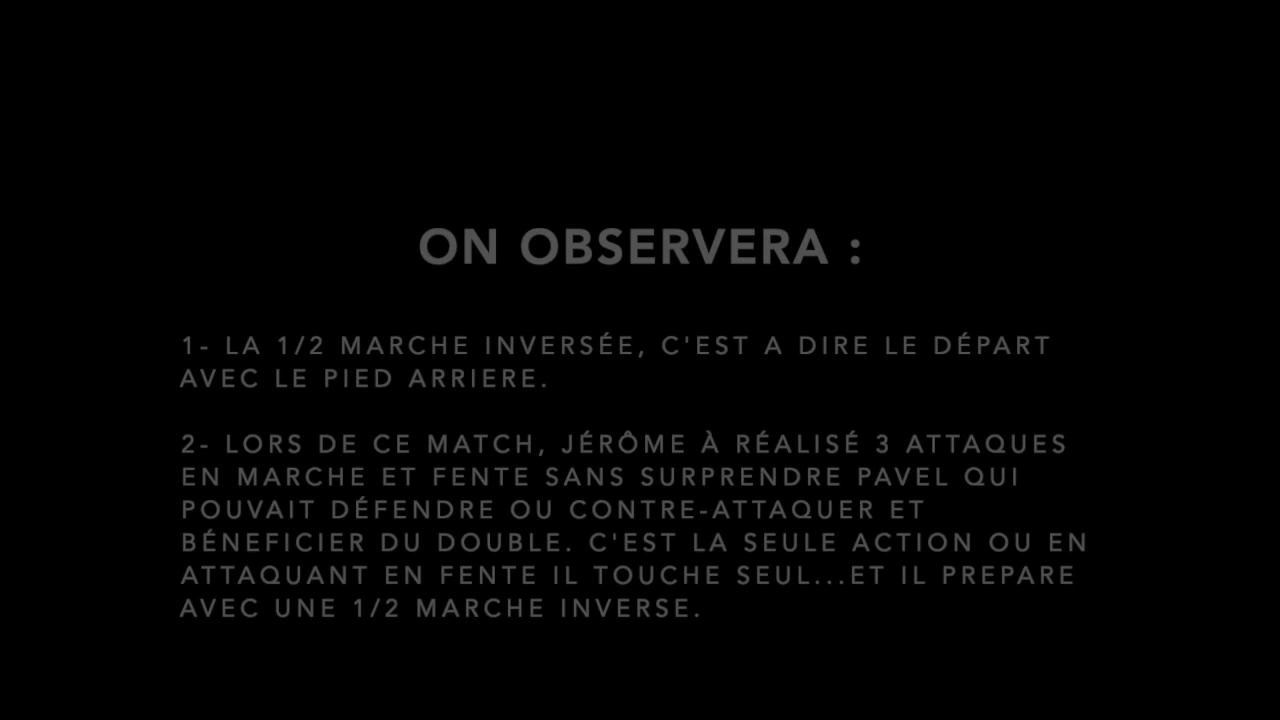 ON OBSERVERA :
1- LA 1/2 MARCHE INVERSÉE, C'EST A DIRE LE DÉPART
AVEC LE PIED ARRIERE.
2- LORS DE CE MATCH, JÉRÔME À RÉALISÉ 3 ATTAQUES
EN MARCHE ET FENTE SANS SURPRENDRE PAVEL QUI
POUVAIT DÉFENDRE OU CONTRE-ATTAQUER ET
BÉNEFICIER DU DOUBLE. C'EST LA SEULE ACTION OU EN
ATTAQUANT EN FENTE IL TOUCHE SEUL...ET IL PREPARE
AVEC UNE 1/2 MARCHE INVERSE.